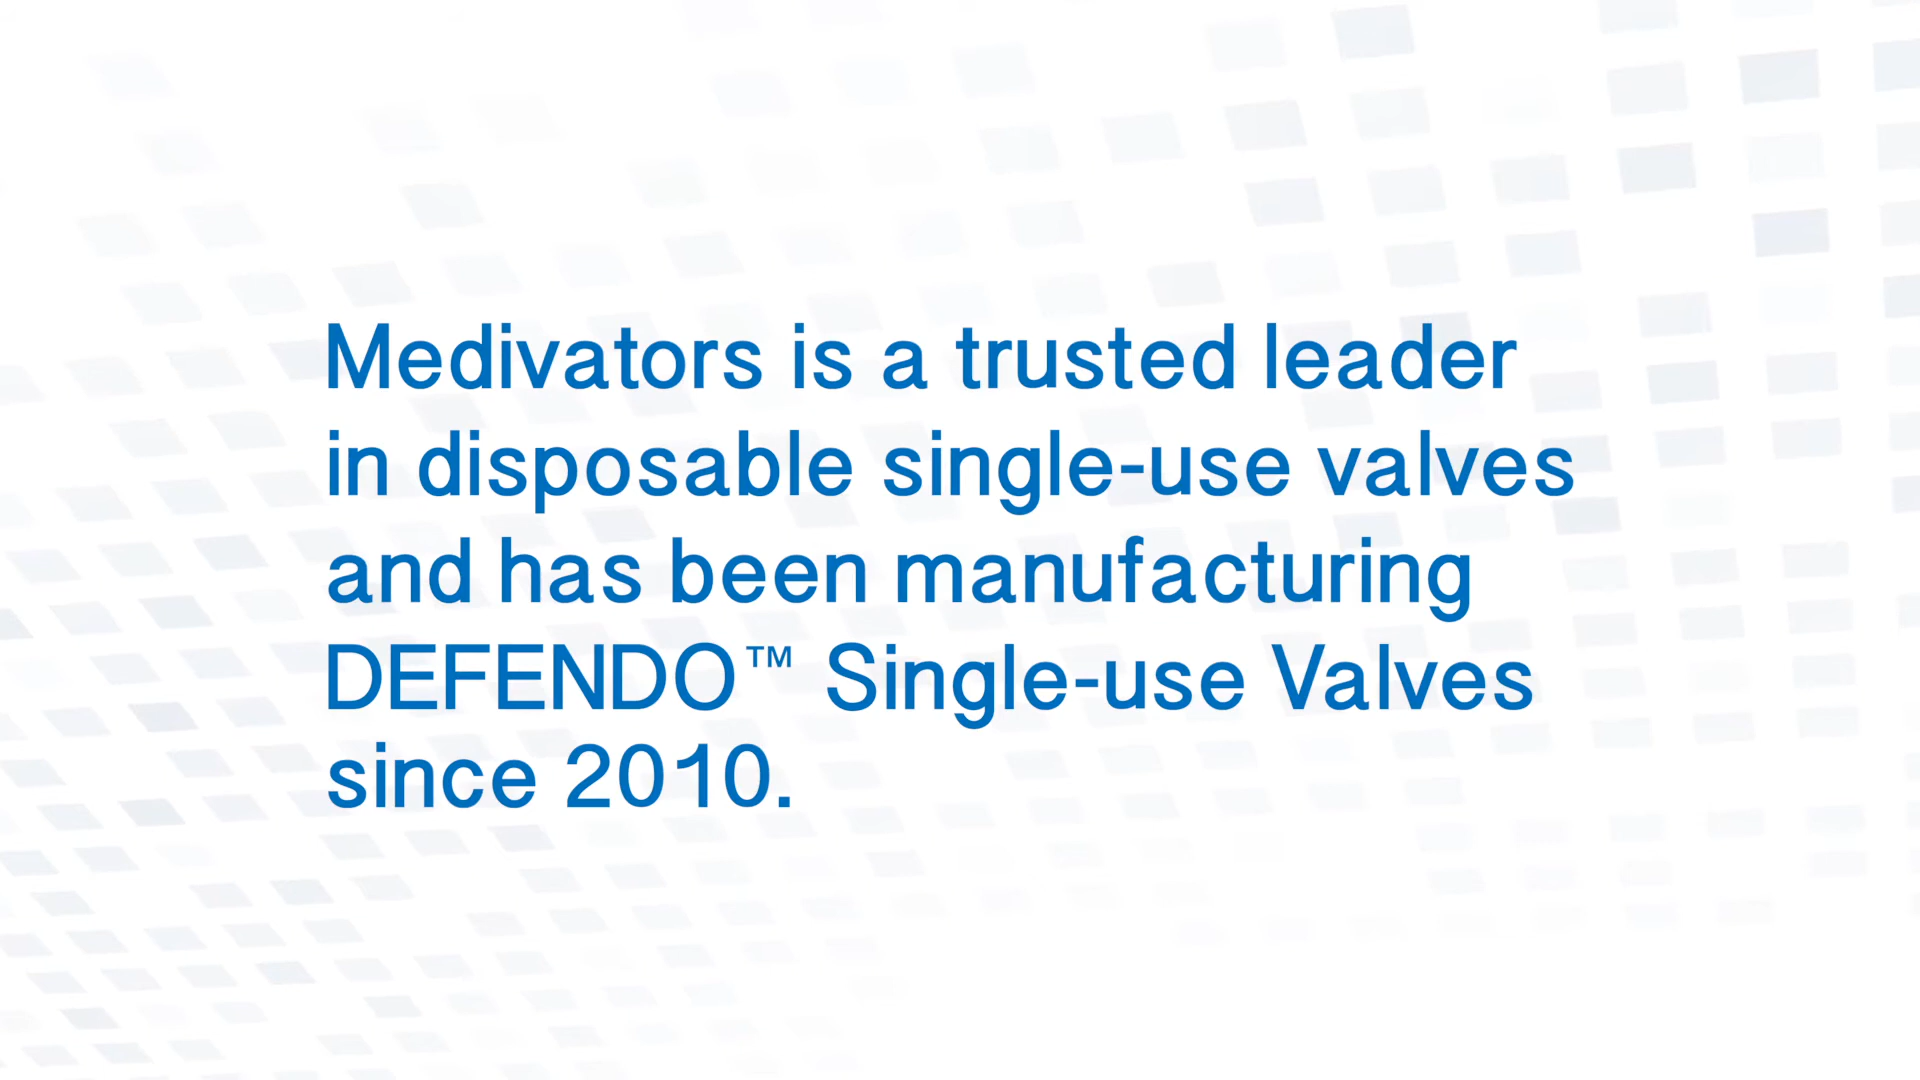 Medivators is a trusted leader
in disposable single-use valves
and has been manufacturing
DEFENDO™ Single-use Valves
since 2010.